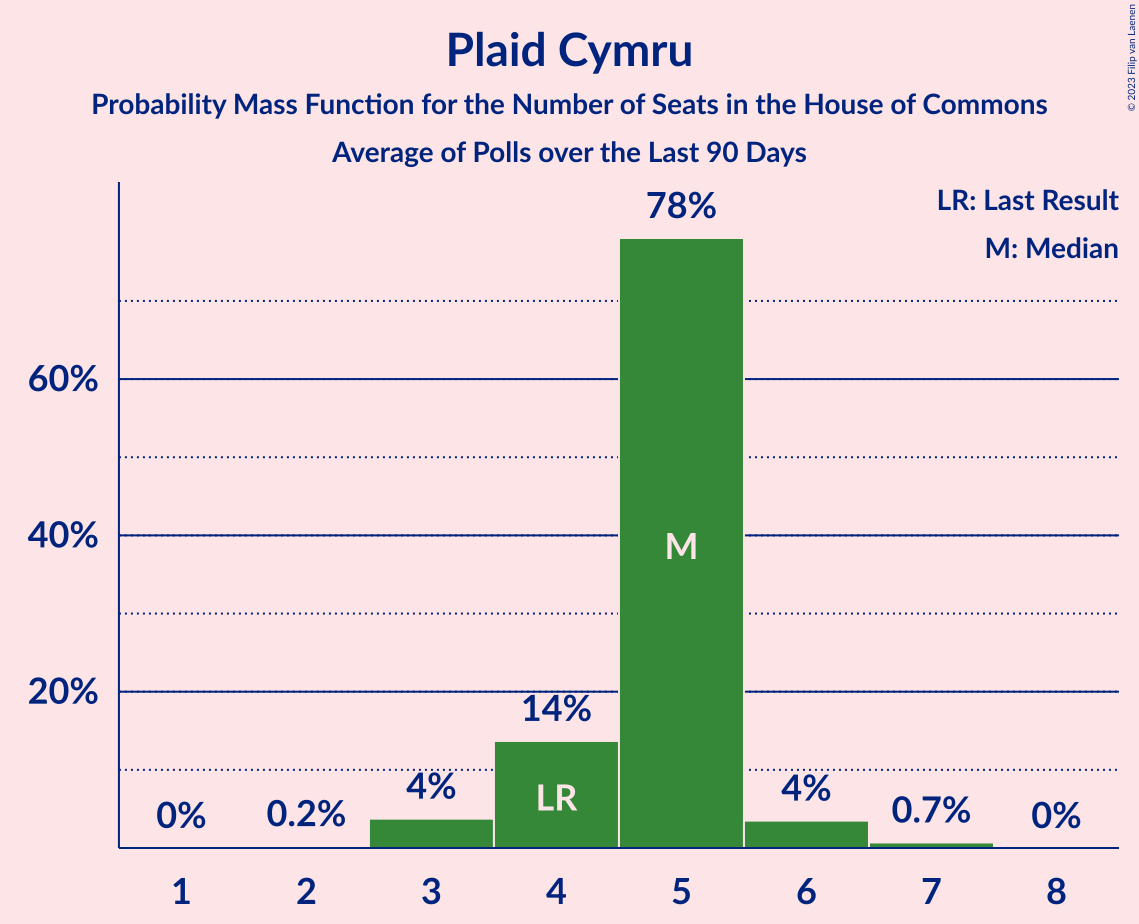 Plaid Cymru
Probability Mass Function for the Number of Seats in the House of Commons
Average of Polls over the Last 90 Days
© 2023 Filip van Laenen
LR: Last Result
M: Median
78%
60%
40%
20%
M
14%
LR
0%
0.2%
4%
4%
0.7%
0%
1 2 3 4 5 6 7 8